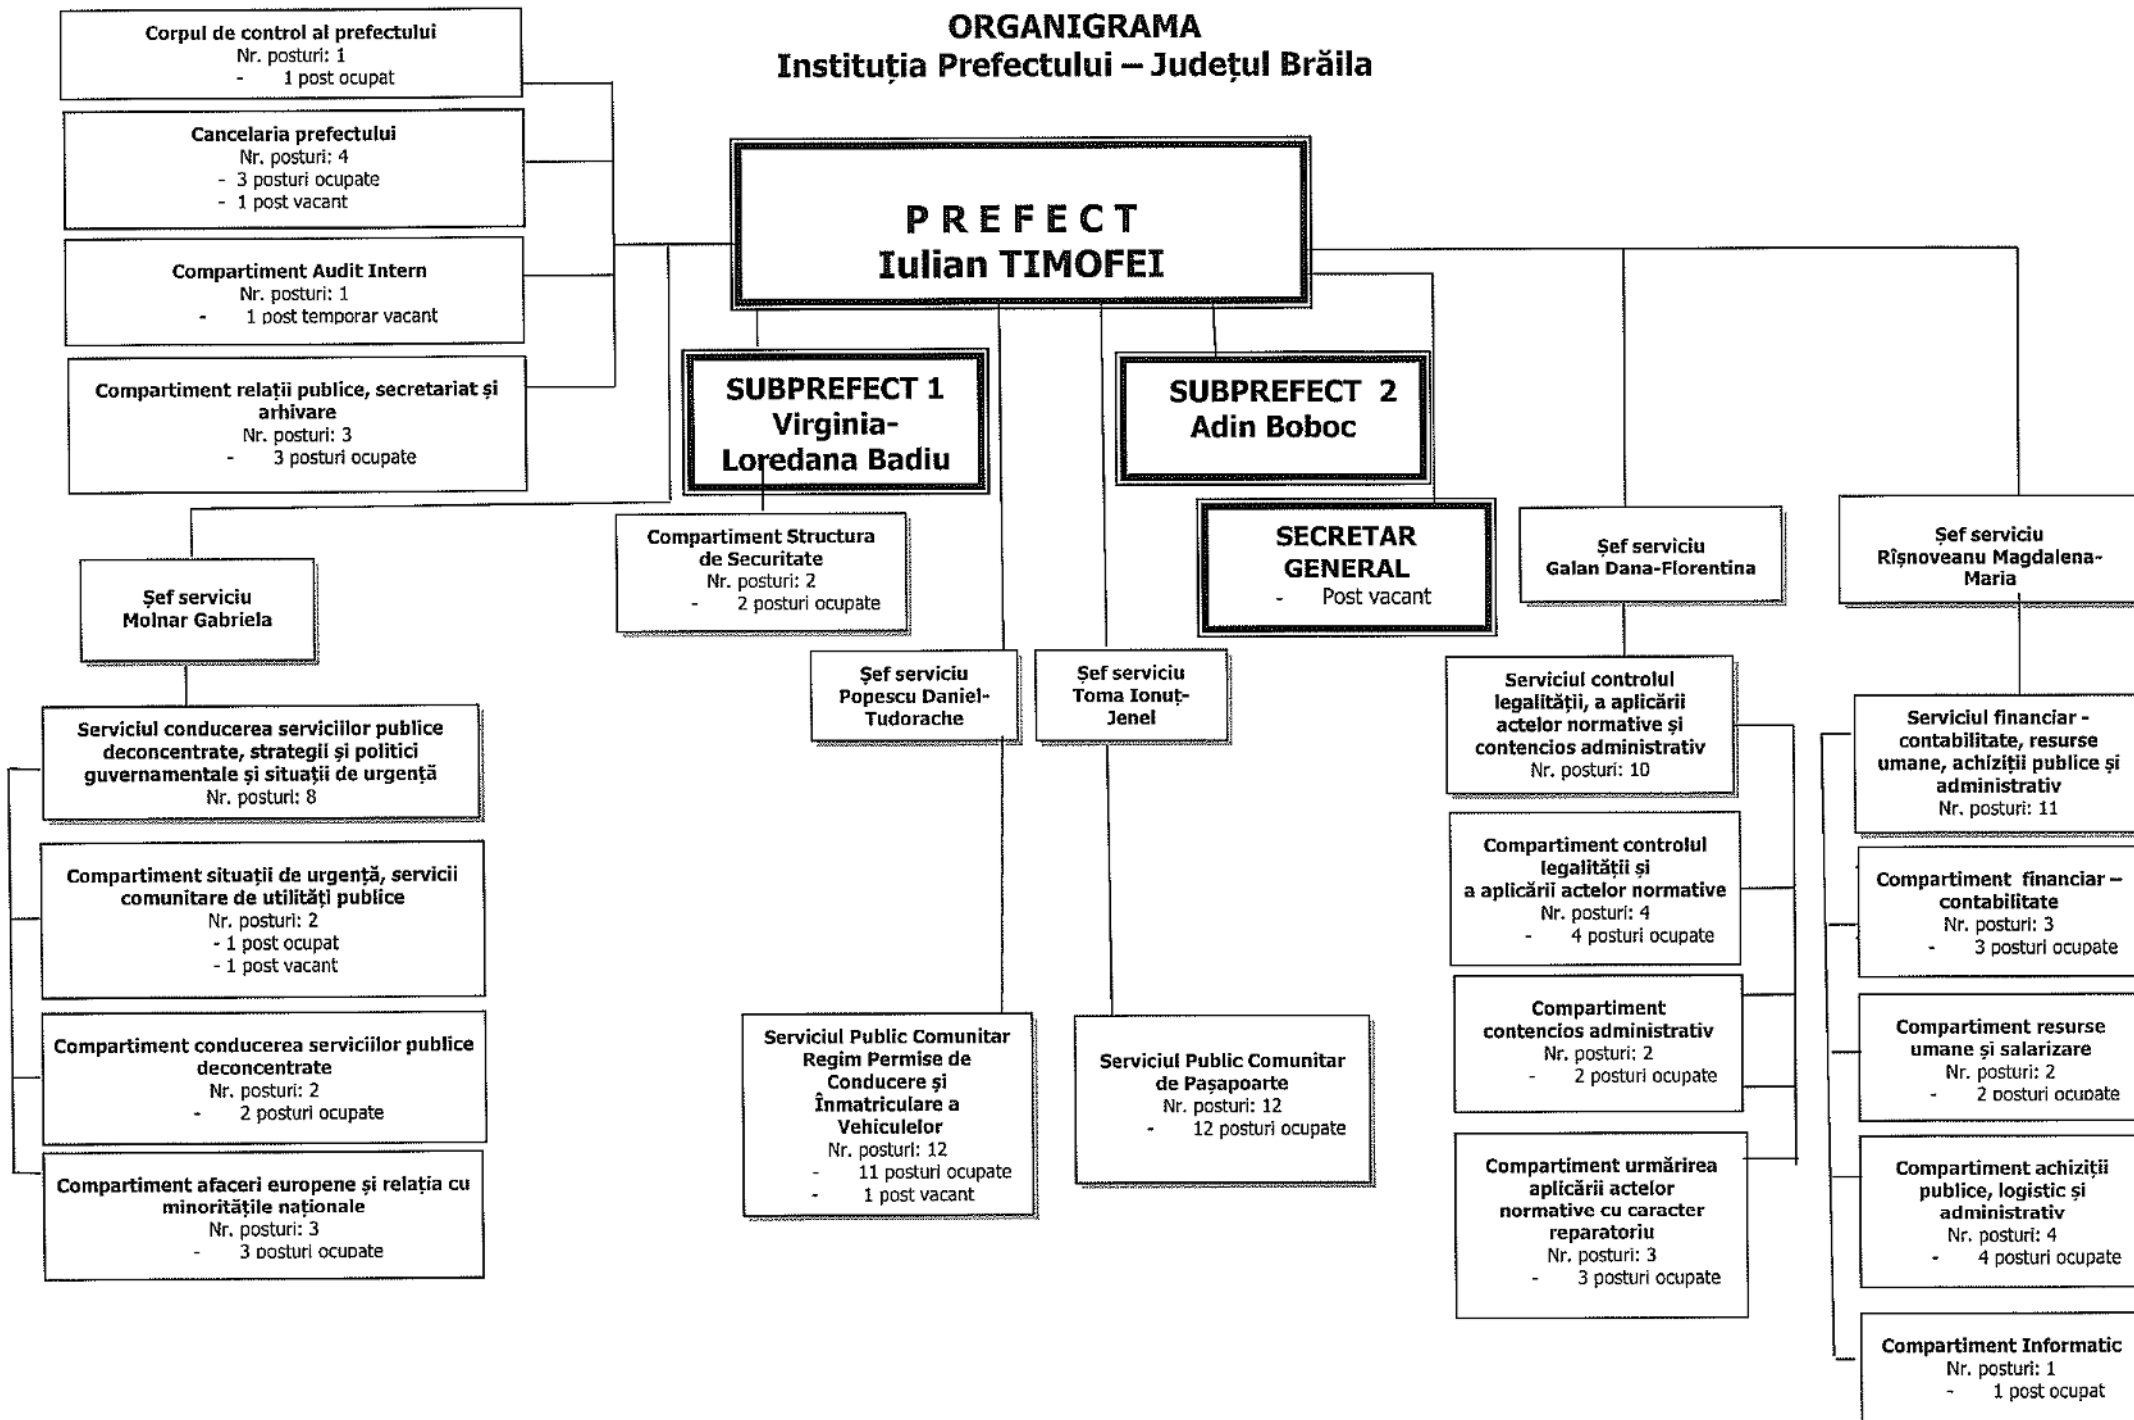 ORGANIGRAMA
Instituția Prefectului – Județul Brăila
Corpul de control al prefectului
Nr. posturi: 1
- 1 post ocupat
Cancelaria prefectului
Nr. posturi: 4
- 3 posturi ocupate
- 1 post vacant
Compartiment Audit Intern
Nr. posturi: 1
- 1 post temporar vacant
Compartiment relații publice, secretariat și
arhivare
Nr. posturi: 3
- 3 posturi ocupate
P R E F E C T
Iulian TIMOFEI
SUBPREFECT 1
Virginia-
Loredana Badiu
SUBPREFECT 2
Adin Boboc
SECRETAR
GENERAL
- Post vacant
Compartiment Structura
de Securitate
Nr. posturi: 2
- 2 posturi ocupate
Șef serviciu
Molnar Gabriela
Serviciul conducerea serviciilor publice
deconcentrate, strategii și politici
guvernamentale și situații de urgență
Nr. posturi: 8
Compartiment situații de urgență, servicii
comunitare de utilități publice
Nr. posturi: 2
- 1 post ocupat
- 1 post vacant
Compartiment conducerea serviciilor publice
deconcentrate
Nr. posturi: 2
- 2 posturi ocupate
Compartiment afaceri europene și relația cu
minoritățile naționale
Nr. posturi: 3
- 3 posturi ocupate
Șef serviciu
Popescu Daniel-
Tudorache
Serviciul Public Comunitar
Regim Permise de
Conducere și
Înmatriculare a
Vehiculelor
Nr. posturi: 12
- 11 posturi ocupate
- 1 post vacant
Șef serviciu
Toma Ionuț-
Jenel
Serviciul Public Comunitar
de Pașapoarte
Nr. posturi: 12
- 12 posturi ocupate
Șef serviciu
Galan Dana-Florentina
Serviciul controlul
legalității, a aplicării
actelor normative și
contencios administrativ
Nr. posturi: 10
Compartiment controlul
legalității și
a aplicării actelor normative
Nr. posturi: 4
- 4 posturi ocupate
Compartiment
contencios administrativ
Nr. posturi: 2
- 2 posturi ocupate
Compartiment urmărirea
aplicării actelor
normative cu caracter
reparatoriu
Nr. posturi: 3
- 3 posturi ocupate
Șef serviciu
Rîșnoveanu Magdalena-
Maria
Serviciul financiar -
contabilitate, resurse
umane, achiziții publice și
administrativ
Nr. posturi: 11
Compartiment financiar –
contabilitate
Nr. posturi: 3
- 3 posturi ocupate
Compartiment resurse
umane și salarizare
Nr. posturi: 2
- 2 posturi ocupate
Compartiment achiziții
publice, logistic și
administrativ
Nr. posturi: 4
- 4 posturi ocupate
Compartiment Informatic
Nr. posturi: 1
- 1 post ocupat